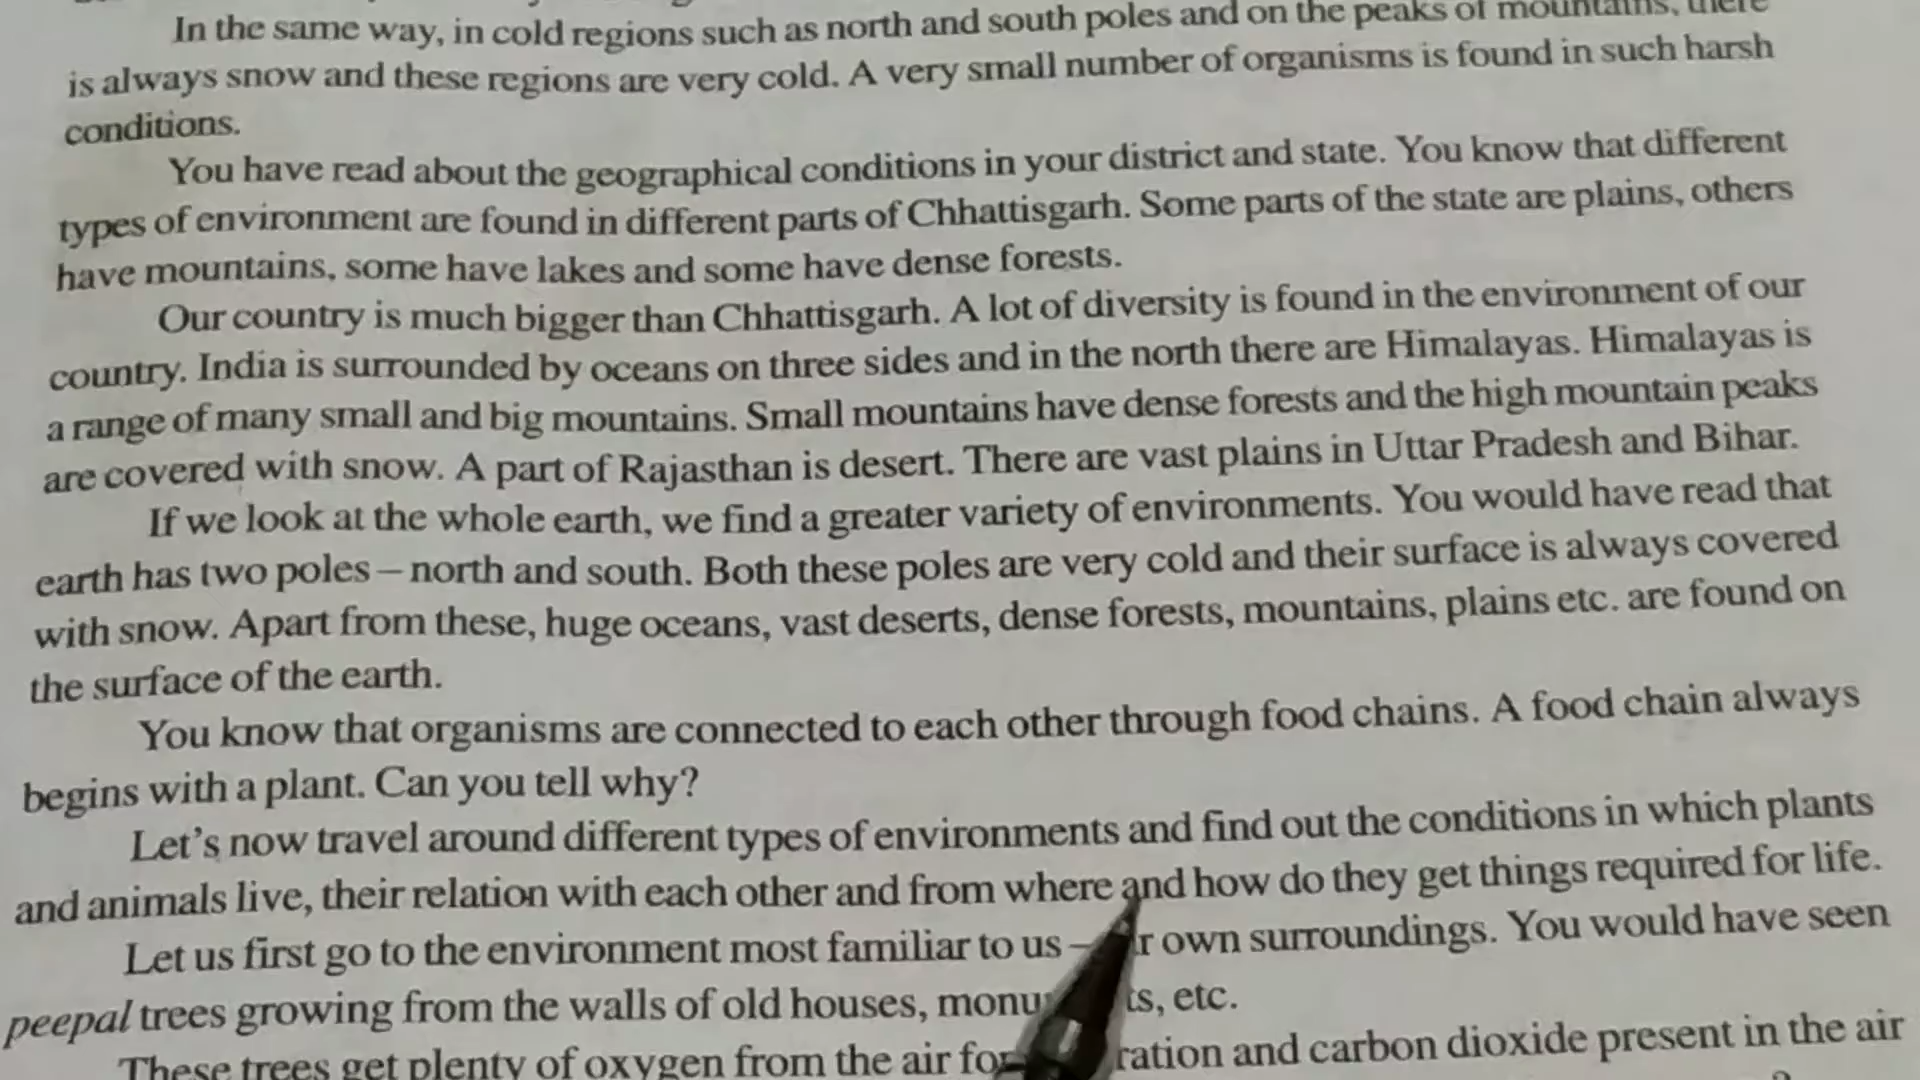 In the same way, in cold regions such as north and south poles and on the peaks of mountains, there
is always snow and these regions are very cold. A very small number of organisms is found in such harsh
conditions.
You have read about the geographical conditions in your district and state. You know that different
types of environment are found in different parts of Chhattisgarh. Some parts of the state are plains, others
have mountains, some have lakes and some have dense forests.
Our country is much bigger than Chhattisgarh. A lot of diversity is found in the environment of our
country. India is surrounded by oceans on three sides and in the north there are Himalayas. Himalayas is
a range of many small and big mountains. Small mountains have dense forests and the high mountain peaks
are covered with snow. A part of Rajasthan is desert. There are vast plains in Uttar Pradesh and Bihar.
If we look at the whole earth, we find a greater variety of environments. You would have read that
earth has two poles – north and south. Both these poles are very cold and their surface is always covered
with snow. Apart from these, huge oceans, vast deserts, dense forests, mountains, plains etc. are found on
the surface of the earth.
You know that organisms are connected to each other through food chains. A food chain always
begins with a plant. Can you tell why?
Let's now travel around different types of environments and find out the conditions in which plants
and animals live, their relation with each other and from where and how do they get things required for life.
Let us first go to the environment most familiar to us – own surroundings. You would have seen
peepal trees growing from the walls of old houses, etc.
These trees get plenty of oxygen from the air and carbon dioxide present in the air